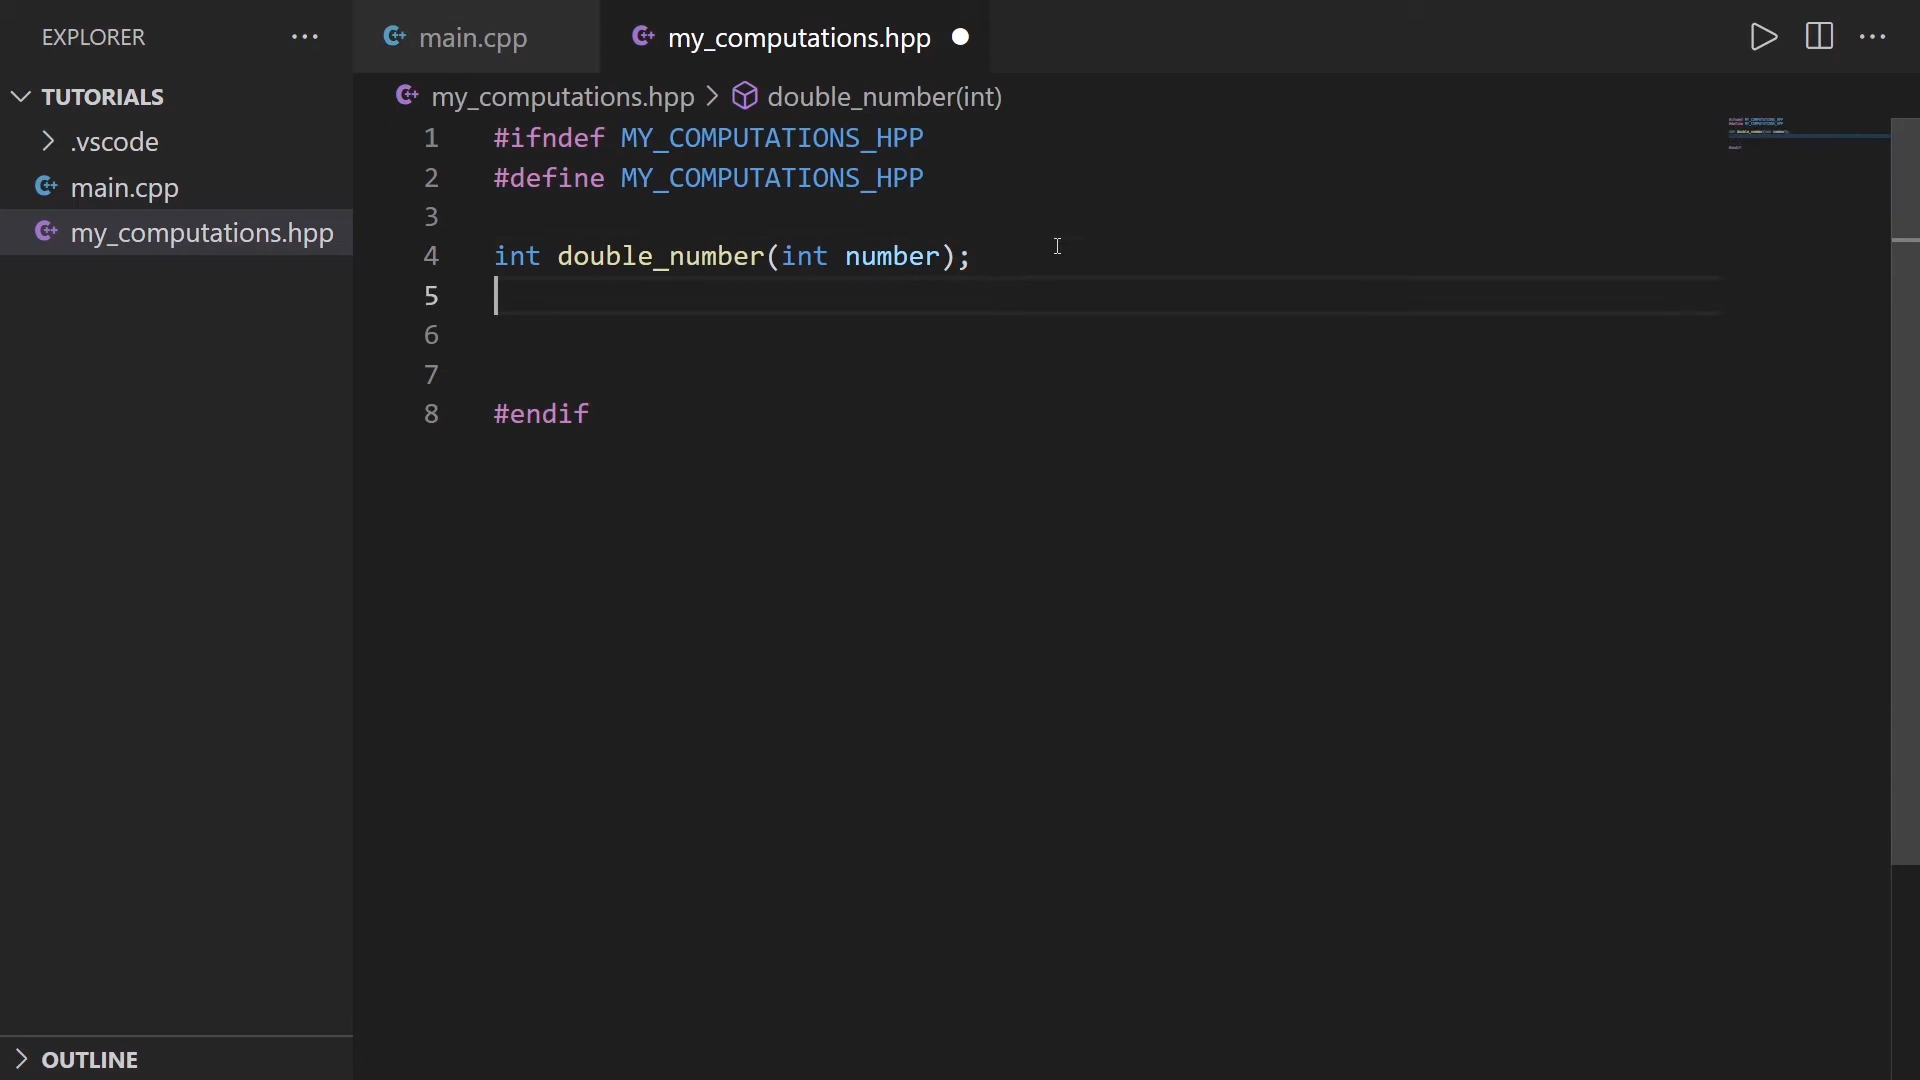 EXPLORER
TUTORIALS
.vscode
main.cpp
my_computations.hpp
OUTLINE
main.cpp
my_computations.hpp
my_computations.hpp > double_number(int)
1 #ifndef MY_COMPUTATIONS_HPP
2 #define MY_COMPUTATIONS_HPP
3
4 int double_number(int number);
5
6
7
8 #endif